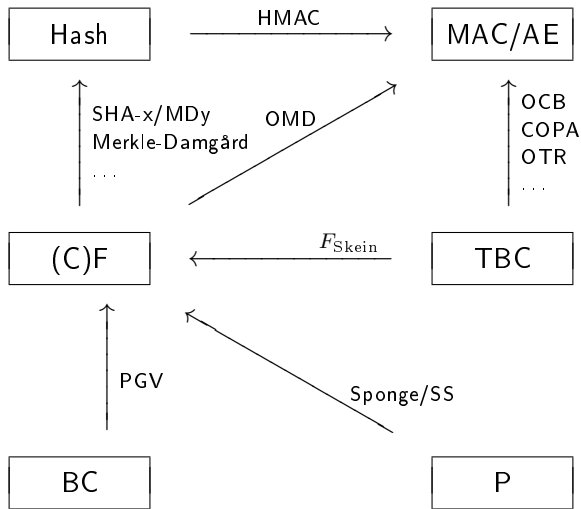 Hash
HMAC
MAC/AE
SHA-x/MDy
Merkle-Damgård
. . .
OMD
OCB
COPA
OTR
. . .
(C)F
F_Skein
TBC
PGV
Sponge/SS
BC
P